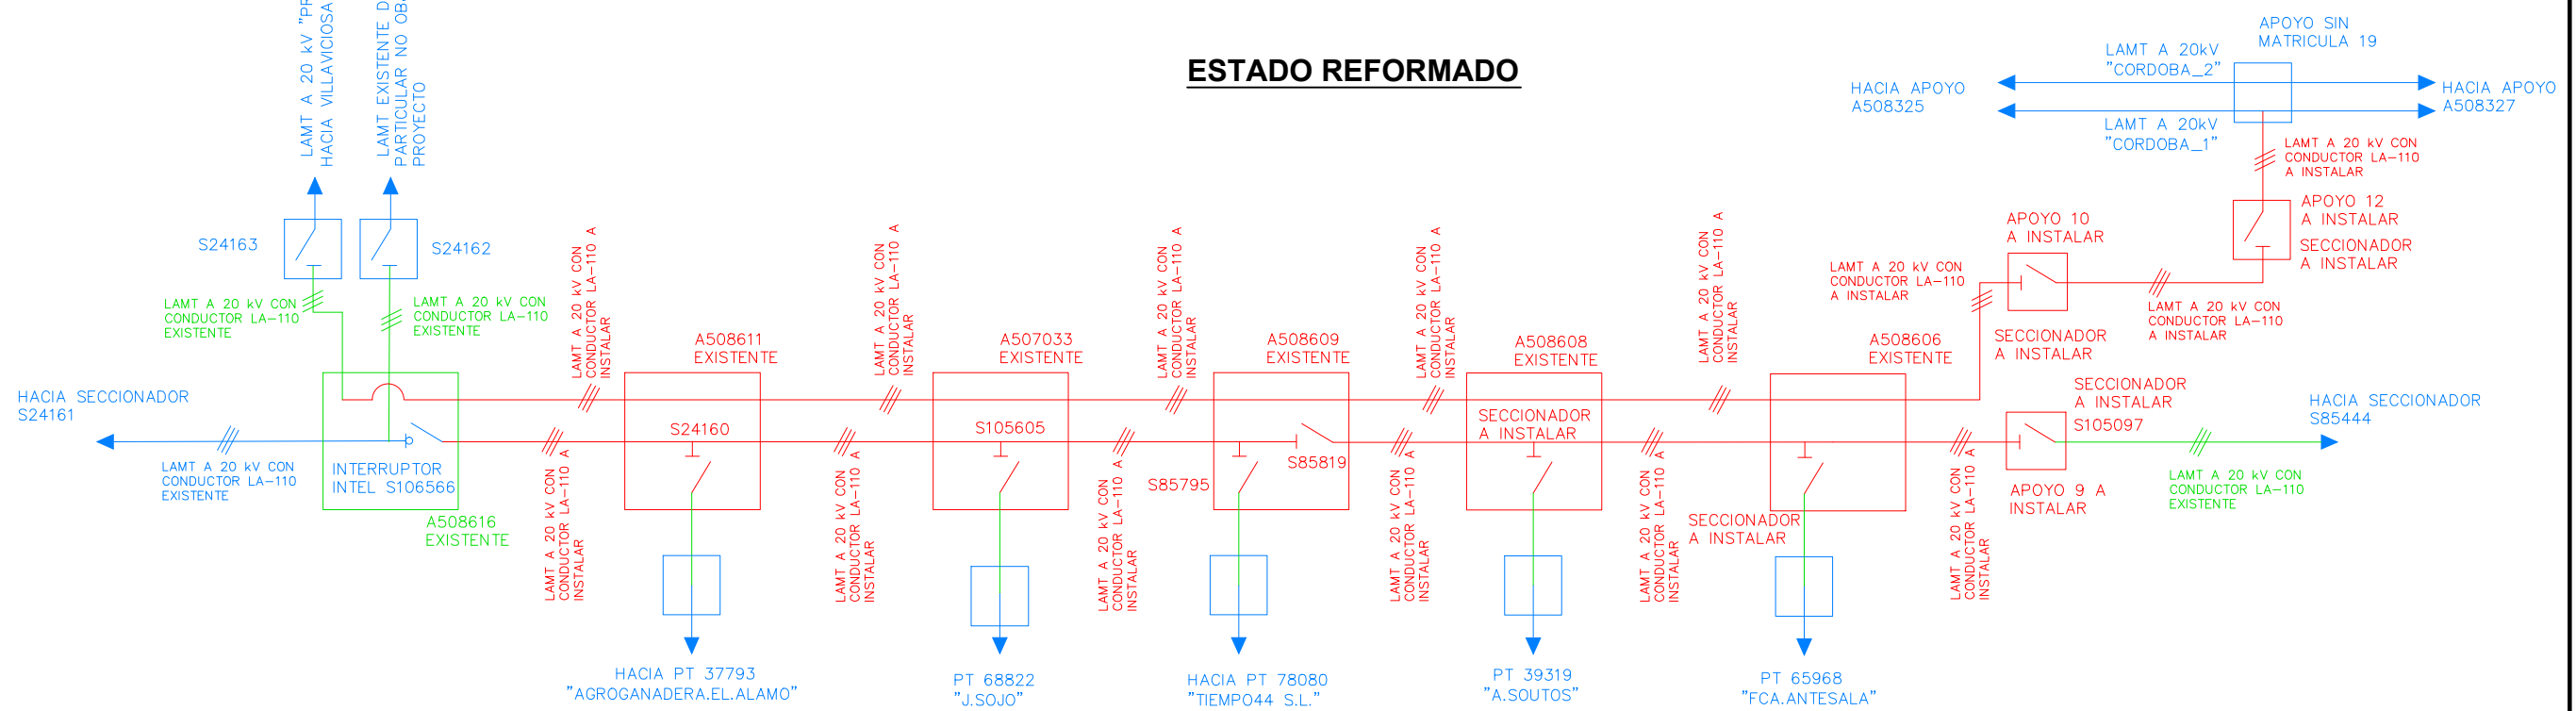 ESTADO REFORMADO
LAMT A 20 kV
HACIA VILLAVICIOSA
LAMT EXISTENTE
PARTICULAR NO
PROYECTO
S24163
S24162
LAMT A 20 kV CON
CONDUCTOR LA-110
EXISTENTE
LAMT A 20 kV CON
CONDUCTOR LA-110
EXISTENTE
HACIA SECCIONADOR
S24161
LAMT A 20 kV CON
CONDUCTOR LA-110
EXISTENTE
INTERRUPTOR
INTEL S106566
A508616
EXISTENTE
LAMT A 20 kV CON
CONDUCTOR LA-110 A
INSTALAR
LAMT A 20 kV CON
CONDUCTOR LA-110 A
INSTALAR
A508611
EXISTENTE
S24160
HACIA PT 37793
"AGROGANADERA.EL.ALAMO"
LAMT A 20 kV CON
CONDUCTOR LA-110 A
INSTALAR
LAMT A 20 kV CON
CONDUCTOR LA-110 A
INSTALAR
A507033
EXISTENTE
S105605
PT 68822
"J.SOJO"
LAMT A 20 kV CON
CONDUCTOR LA-110 A
INSTALAR
LAMT A 20 kV CON
CONDUCTOR LA-110 A
INSTALAR
A508609
EXISTENTE
S85819
S85795
HACIA PT 78080
"TIEMPO44 S.L."
LAMT A 20 kV CON
CONDUCTOR LA-110 A
INSTALAR
LAMT A 20 kV CON
CONDUCTOR LA-110 A
INSTALAR
A508608
EXISTENTE
SECCIONADOR
A INSTALAR
PT 39319
"A.SOUTOS"
LAMT A 20 kV CON
CONDUCTOR LA-110 A
INSTALAR
LAMT A 20 kV CON
CONDUCTOR LA-110 A
INSTALAR
A508606
EXISTENTE
SECCIONADOR
A INSTALAR
PT 65968
"FCA.ANTESALA"
LAMT A 20 kV CON
CONDUCTOR LA-110 A
INSTALAR
SECCIONADOR
A INSTALAR
S105097
APOYO 9 A
INSTALAR
LAMT A 20 kV CON
CONDUCTOR LA-110
EXISTENTE
HACIA SECCIONADOR
S85444
LAMT A 20 kV CON
CONDUCTOR LA-110
A INSTALAR
APOYO 10
A INSTALAR
SECCIONADOR
A INSTALAR
LAMT A 20 kV CON
CONDUCTOR LA-110
A INSTALAR
APOYO 12
A INSTALAR
SECCIONADOR
A INSTALAR
LAMT A 20 kV CON
CONDUCTOR LA-110
A INSTALAR
APOYO SIN
MATRICULA 19
LAMT A 20kV
"CORDOBA_2"
LAMT A 20kV
"CORDOBA_1"
HACIA APOYO
A508325
HACIA APOYO
A508327